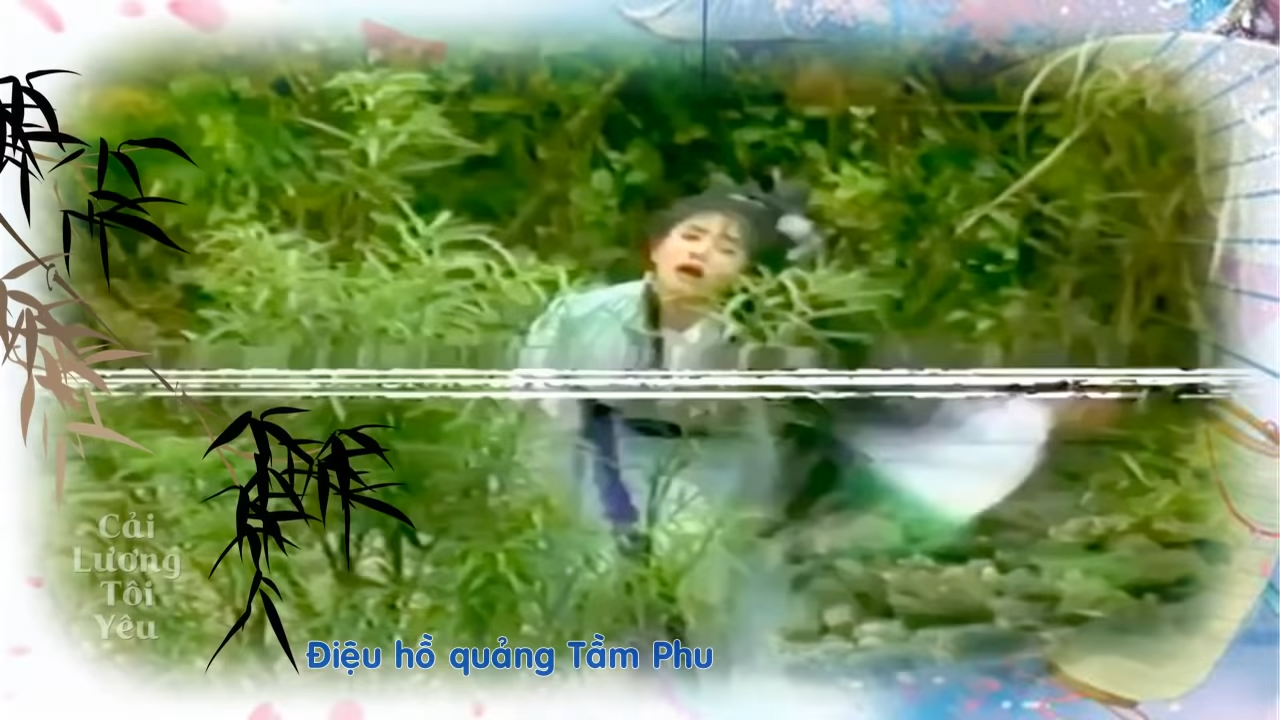 Cải
Lương
Tôi
Yêu
Điệu hồ quảng Tầm Phu